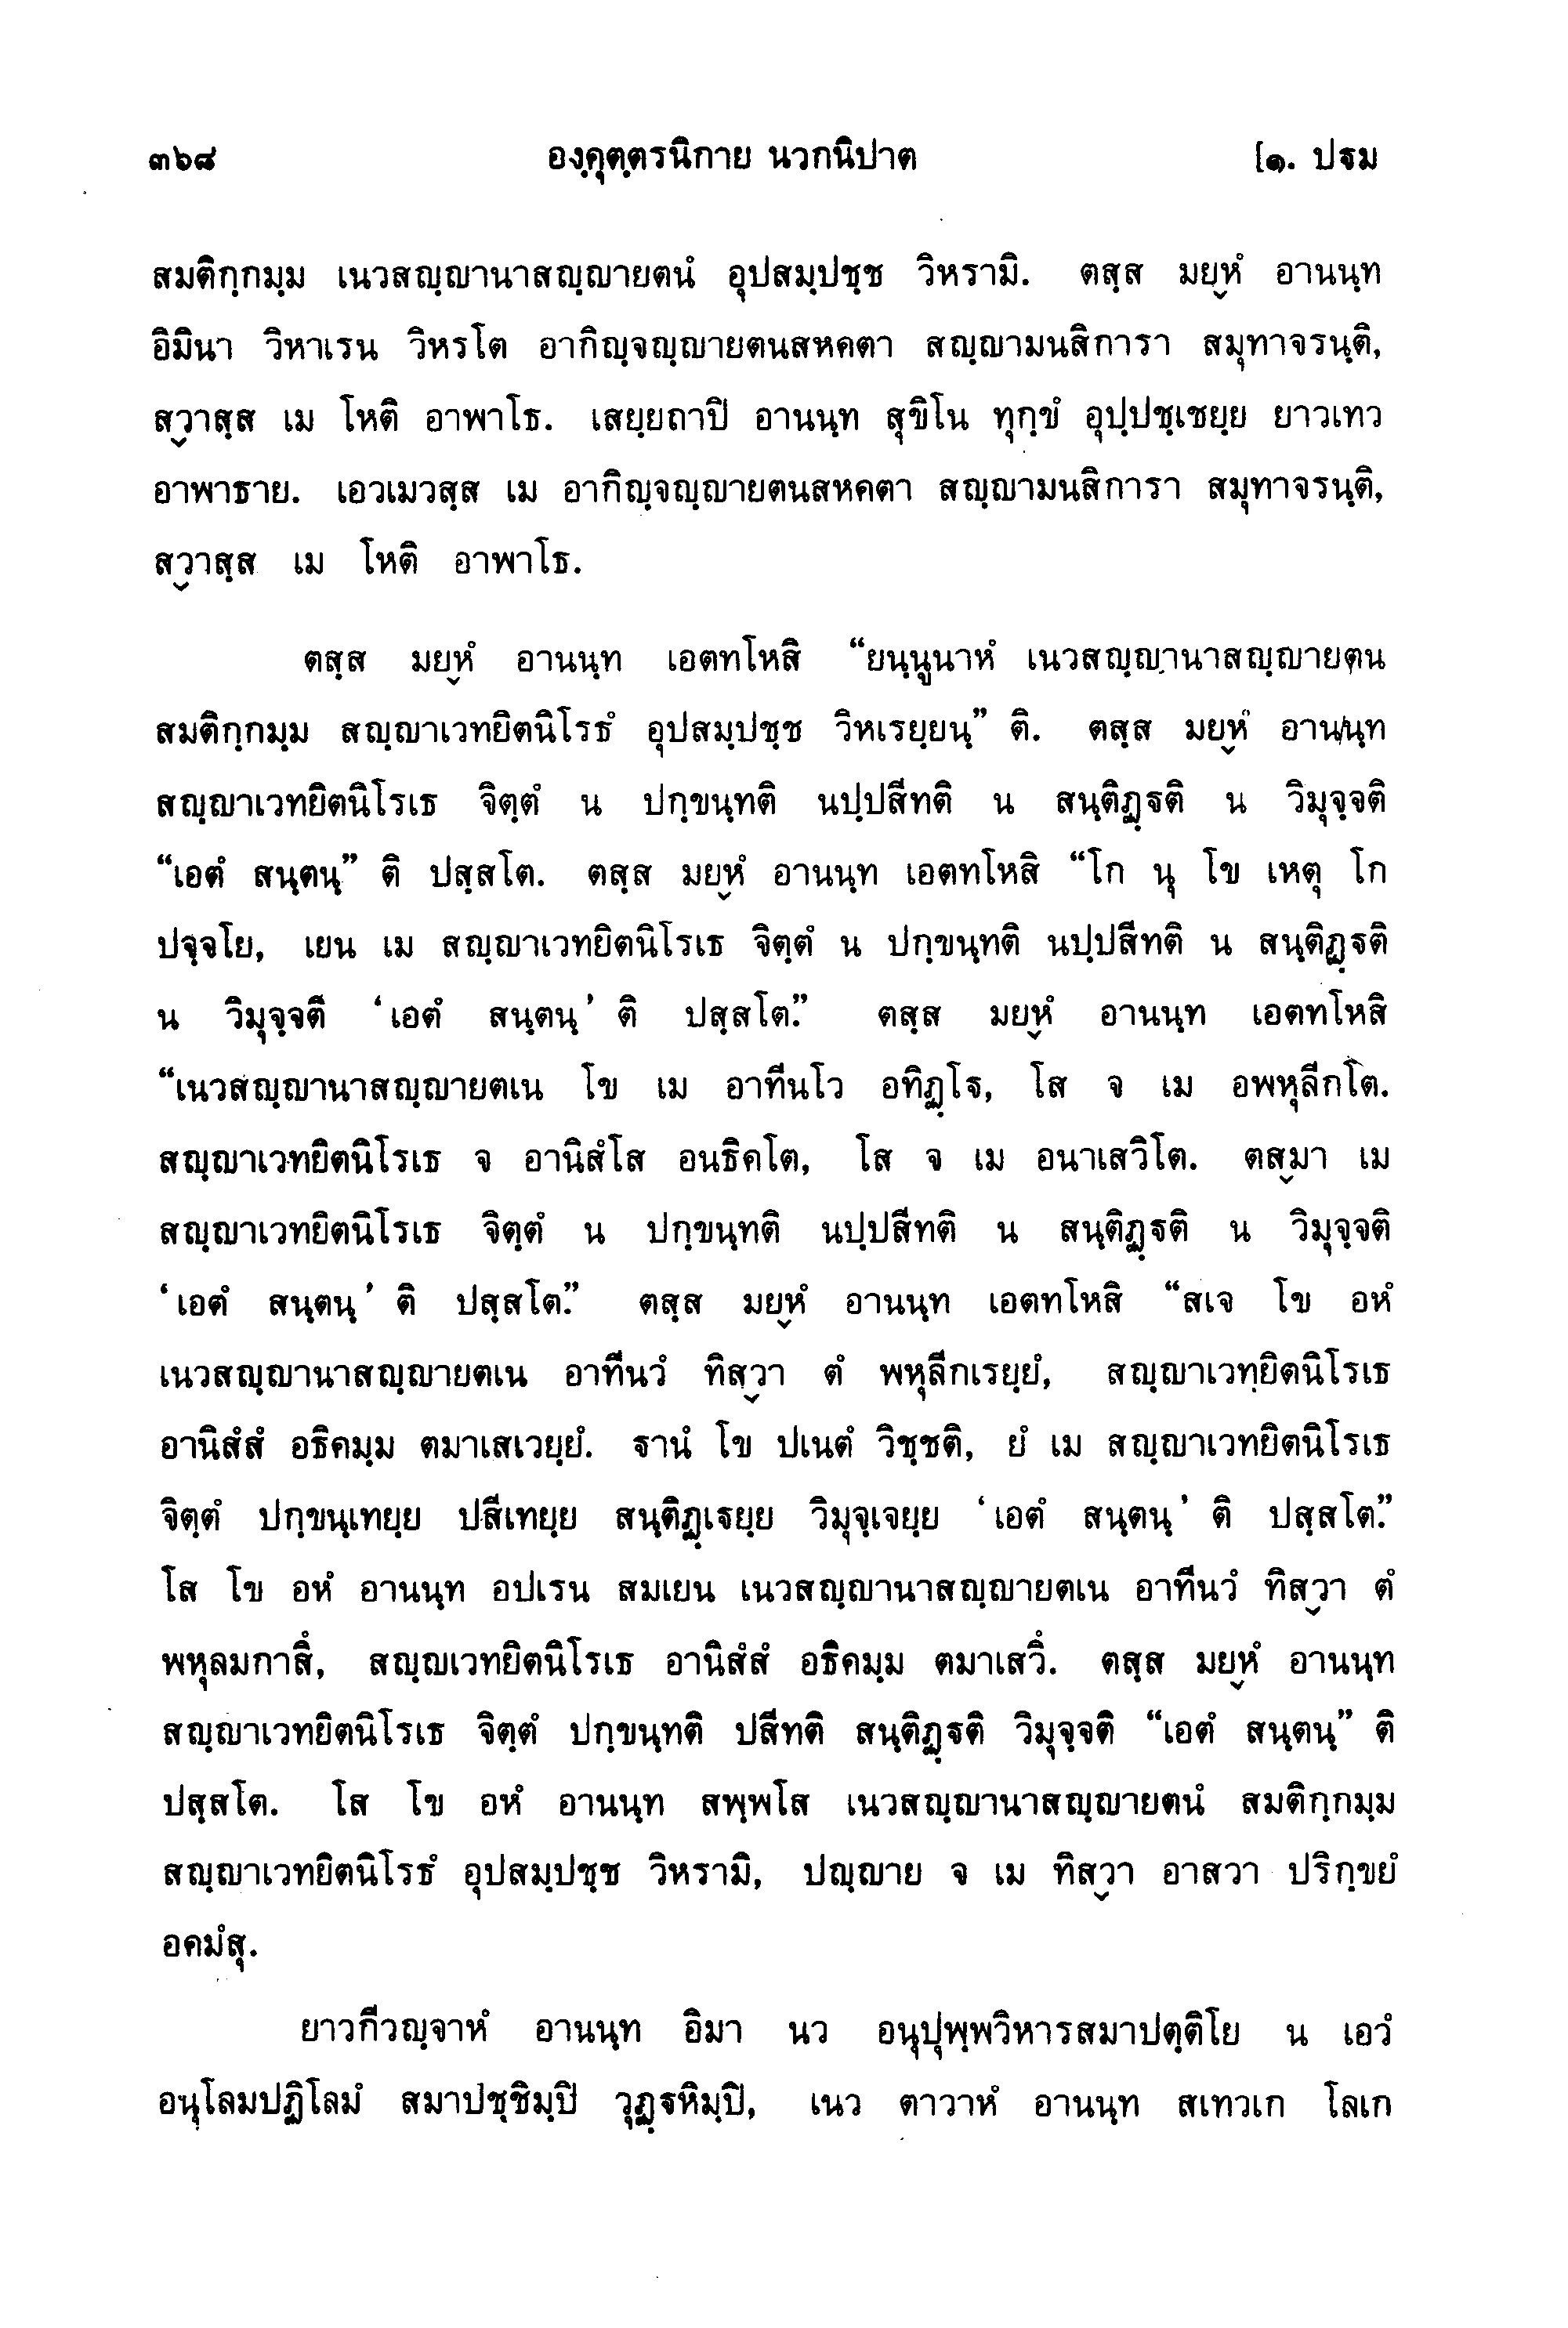 ๓๖๘ องฺคุตฺตรนิกาย นวกนิปาต [๑. ปฐม
สมติกฺกมฺม เนวสญฺญานาสญฺญายตนํ อุปสมฺปชฺช วิหรามิ. ตสฺส มยฺหํ อานนฺท
อิมินา วิหาเรน วิหรโต อากิญฺจญฺญายตนสหคตา สญฺญามนสิการา สมุทาจรนฺติ,
สฺวาสฺส เม โหติ อาพาโธ. เสยฺยถาปิ อานนฺท สุขิโน ทุกฺขํ อุปฺปชฺเชยฺย ยาวเทว
อาพาธาย. เอวเมวสฺส เม อากิญฺจญฺญายตนสหคตา สญฺญามนสิการา สมุทาจรนฺติ,
สฺวาสฺส เม โหติ อาพาโธ.
ตสฺส มยฺหํ อานนฺท เอตทโหสิ “ยนฺนูนาหํ เนวสญฺญานาสญฺญายตน
สมติกฺกมฺม สญฺญาเวทยิตนิโรธํ อุปสมฺปชฺช วิหเรยฺยนฺ” ติ. ตสฺส มยฺหํ อานนฺท
สญฺญาเวทยิตนิโรเธ จิตฺตํ น ปกฺขนฺทติ นปฺปสีทติ น สนฺติฏฺฐติ น วิมุจฺจติ
“เอตํ สนฺตนฺ” ติ ปสฺสโต. ตสฺส มยฺหํ อานนฺท เอตทโหสิ “โก นุ โข เหตุ โก
ปจฺจโย, เยน เม สญฺญาเวทยิตนิโรเธ จิตฺตํ น ปกฺขนฺทติ นปฺปสีทติ น สนฺติฏฺฐติ
น วิมุจฺจตี ‘เอตํ สนฺตนฺ’ ติ ปสฺสโต.” ตสฺส มยฺหํ อานนฺท เอตทโหสิ
“เนวสญฺญานาสญฺญายตเน โข เม อาทีนโว อทิฏฺโฐ, โส จ เม อพหุลีกโต.
สญฺญาเวทยิตนิโรเธ จ อานิสํโส อนธิคโต, โส จ เม อนาเสวิโต. ตสฺมา เม
สญฺญาเวทยิตนิโรเธ จิตฺตํ น ปกฺขนฺทติ นปฺปสีทติ น สนฺติฏฺฐติ น วิมุจฺจติ
‘เอตํ สนฺตนฺ’ ติ ปสฺสโต.” ตสฺส มยฺหํ อานนฺท เอตทโหสิ “สเจ โข อหํ
เนวสญฺญานาสญฺญายตเน อาทีนวํ ทิสฺวา ตํ พหุลีกเรยฺยํ, สญฺญาเวทยิตนิโรเธ
อานิสํสํ อธิคมฺม ตมาเสเวยฺยํ. ฐานํ โข ปเนตํ วิชฺชติ, ยํ เม สญฺญาเวทยิตนิโรเธ
จิตฺตํ ปกฺขนฺเทยฺย ปสีเทยฺย สนฺติฏฺเฐยฺย วิมุจฺเจยฺย ‘เอตํ สนฺตนฺ’ ติ ปสฺสโต.”
โส โข อหํ อานนฺท อปเรน สมเยน เนวสญฺญานาสญฺญายตเน อาทีนวํ ทิสฺวา ตํ
พหุลมกาสิํ, สญฺญเวทยิตนิโรเธ อานิสํสํ อธิคมฺม ตมาเสวิํ. ตสฺส มยฺหํ อานนฺท
สญฺญาเวทยิตนิโรเธ จิตฺตํ ปกฺขนฺทติ ปสีทติ สนฺติฏฺฐติ วิมุจฺจติ “เอตํ สนฺตนฺ” ติ
ปสฺสโต. โส โข อหํ อานนฺท สพฺพโส เนวสญฺญานาสญฺญายตนํ สมติกฺกมฺม
สญฺญาเวทยิตนิโรธํ อุปสมฺปชฺช วิหรามิ, ปญฺญาย จ เม ทิสฺวา อาสวา ปริกฺขยํ
อคมํสุ.
ยาวกีวญฺจาหํ อานนฺท อิมา นว อนุปุพฺพวิหารสมาปตฺติโย น เอวํ
อนุโลมปฏิโลมํ สมาปชฺชิมฺปิ วุฏฺฐหิมฺปิ, เนว ตาวาหํ อานนฺท สเทวเก โลเก